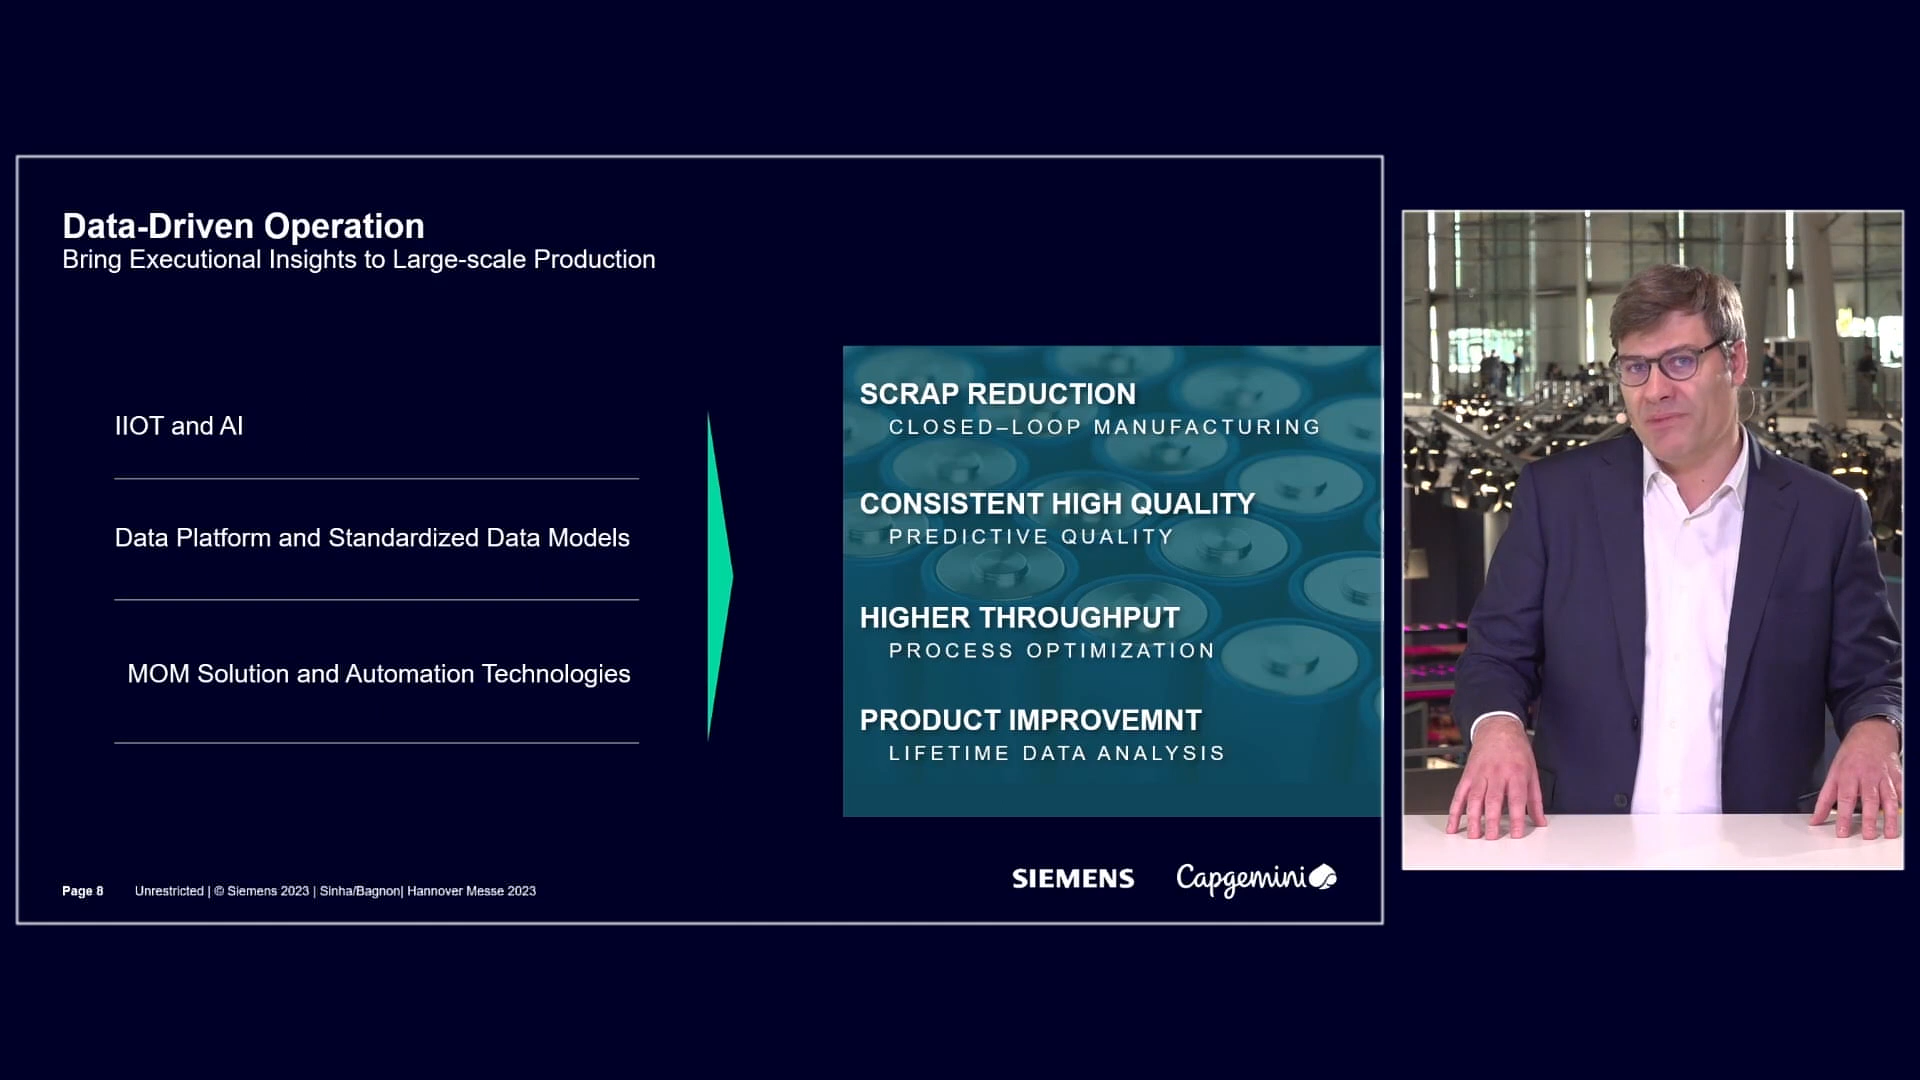 Data-Driven Operation
Bring Executional Insights to Large-scale Production
IIOT and AI
Data Platform and Standardized Data Models
MOM Solution and Automation Technologies
SCRAP REDUCTION
CLOSED–LOOP MANUFACTURING
CONSISTENT HIGH QUALITY
PREDICTIVE QUALITY
HIGHER THROUGHPUT
PROCESS OPTIMIZATION
PRODUCT IMPROVEMNT
LIFETIME DATA ANALYSIS
SIEMENS Capgemini
Page 8 Unrestricted | © Siemens 2023 | Sinha/Bagnon| Hannover Messe 2023